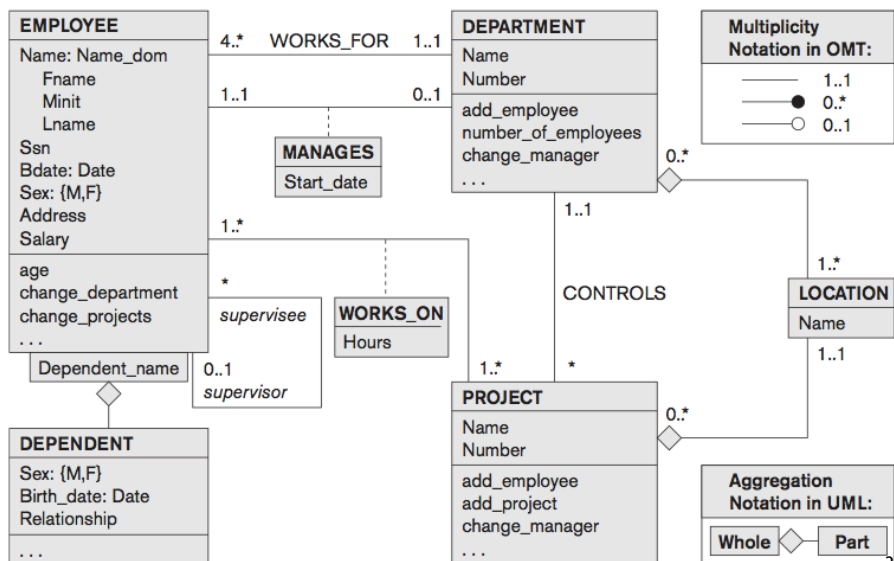 EMPLOYEE
Name: Name_dom
Fname
Minit
Lname
Ssn
Bdate: Date
Sex: {M,F}
Address
Salary
age
change_department
change_projects
. . .
Dependent_name
DEPENDENT
Sex: {M,F}
Birth_date: Date
Relationship
. . .
4..* WORKS_FOR 1..1
1..1 0..1
MANAGES
Start_date
1..*
*
supervisee
0..1
supervisor
WORKS_ON
Hours
1..*
DEPARTMENT
Name
Number
add_employee
number_of_employees
change_manager
. . .
0..*
1..1
CONTROLS
*
PROJECT
Name
Number
add_employee
add_project
change_manager
. . .
0..*
1..*
LOCATION
Name
1..1
Multiplicity
Notation in OMT:
1..1
0..*
0..1
Aggregation
Notation in UML:
Whole Part